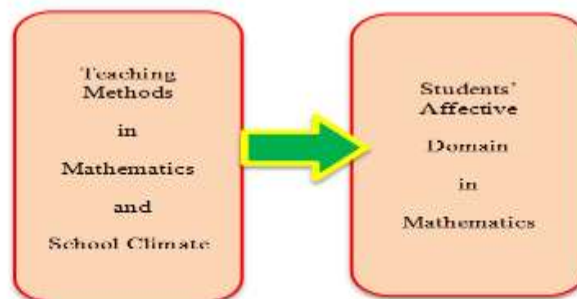 Teaching
Methods
in
Mathematics
and
School Climate
Students'
Affective
Domain
in
Mathematics